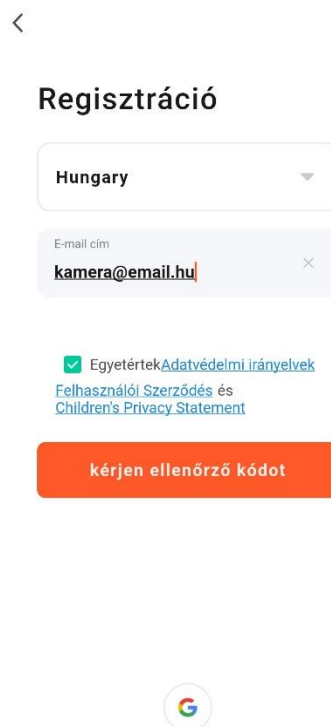 Regisztráció
Hungary
E-mail cím
kamera@email.hu
EgyetértekAdatvédelmi irányelvek
Felhasználói Szerződés és
Children's Privacy Statement
kérjen ellenőrző kódot